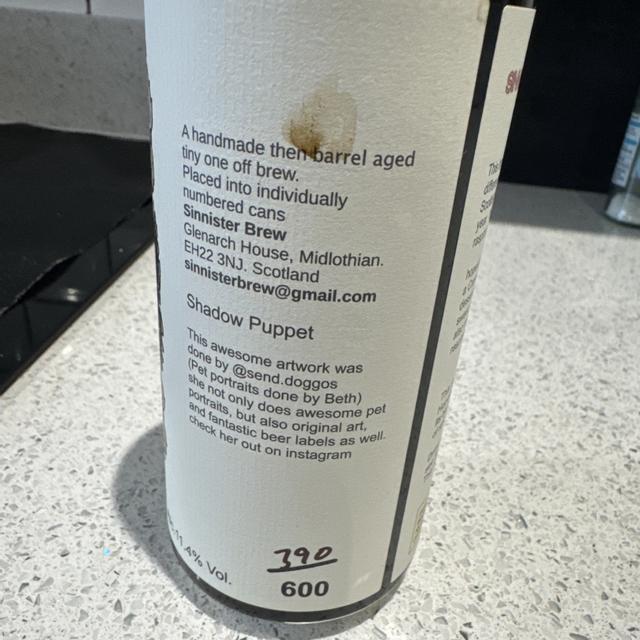 A handmade then barrel aged
tiny one off brew.
Placed into individually
numbered cans
Sinnister Brew
Glenarch House, Midlothian.
EH22 3NJ. Scotland
sinnisterbrew@gmail.com
Shadow Puppet
This awesome artwork was
done by @send.doggos
(Pet portraits done by Beth)
she not only does awesome pet
portraits, but also original art,
and fantastic beer labels as well.
check her out on instagram
11.4% Vol.
390
600